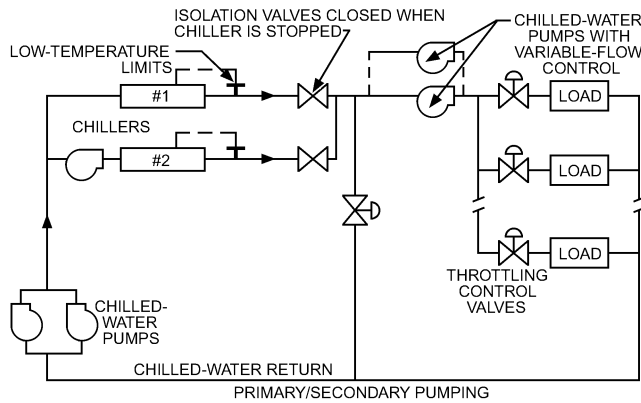 ISOLATION VALVES CLOSED WHEN
CHILLER IS STOPPED
LOW-TEMPERATURE
LIMITS
CHILLED-WATER
PUMPS WITH
VARIABLE-FLOW
CONTROL
#1
LOAD
CHILLERS
#2
LOAD
LOAD
THROTTLING
CONTROL
VALVES
CHILLED-
WATER
PUMPS
CHILLED-WATER RETURN
PRIMARY/SECONDARY PUMPING